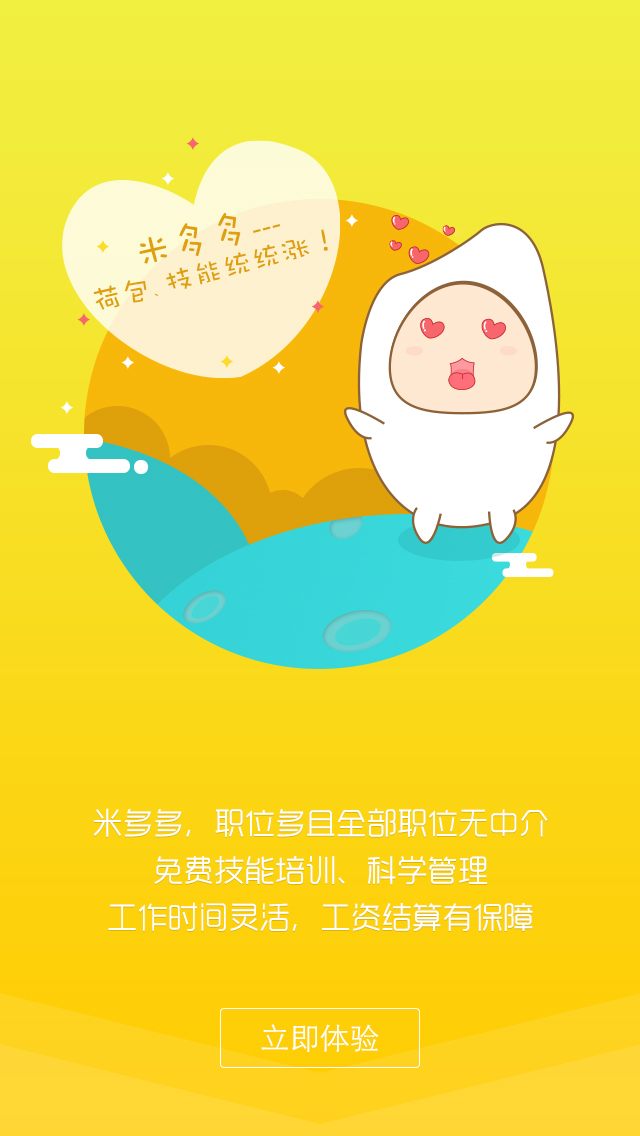 米多多---
荷包、技能统统涨！
米多多，职位多且全部职位无中介
免费技能培训、科学管理
工作时间灵活，工资结算有保障
立即体验